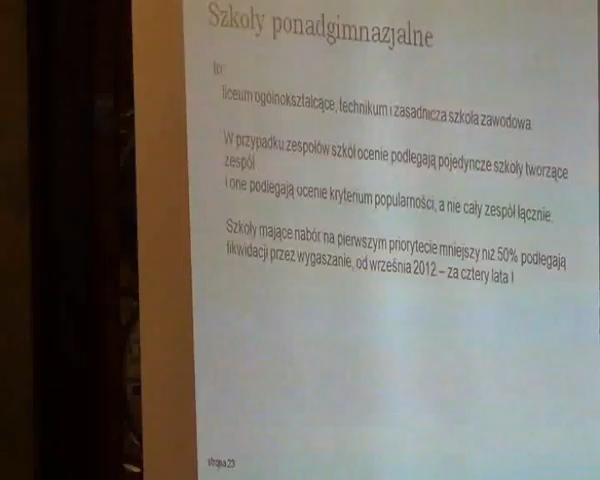 Szkoły ponadgimnazjalne
to:
liceum ogólnokształcące, technikum i zasadnicza szkoła zawodowa.
W przypadku zespołów szkół ocenie podlegają pojedyncze szkoły tworzące
zespół
i one podlegają ocenie kryterium popularności, a nie cały zespół łącznie.
Szkoły mające nabór na pierwszym priorytecie mniejszy niż 50% podlegają
likwidacji przez wygaszanie, od września 2012 – za cztery lata !
strona 23